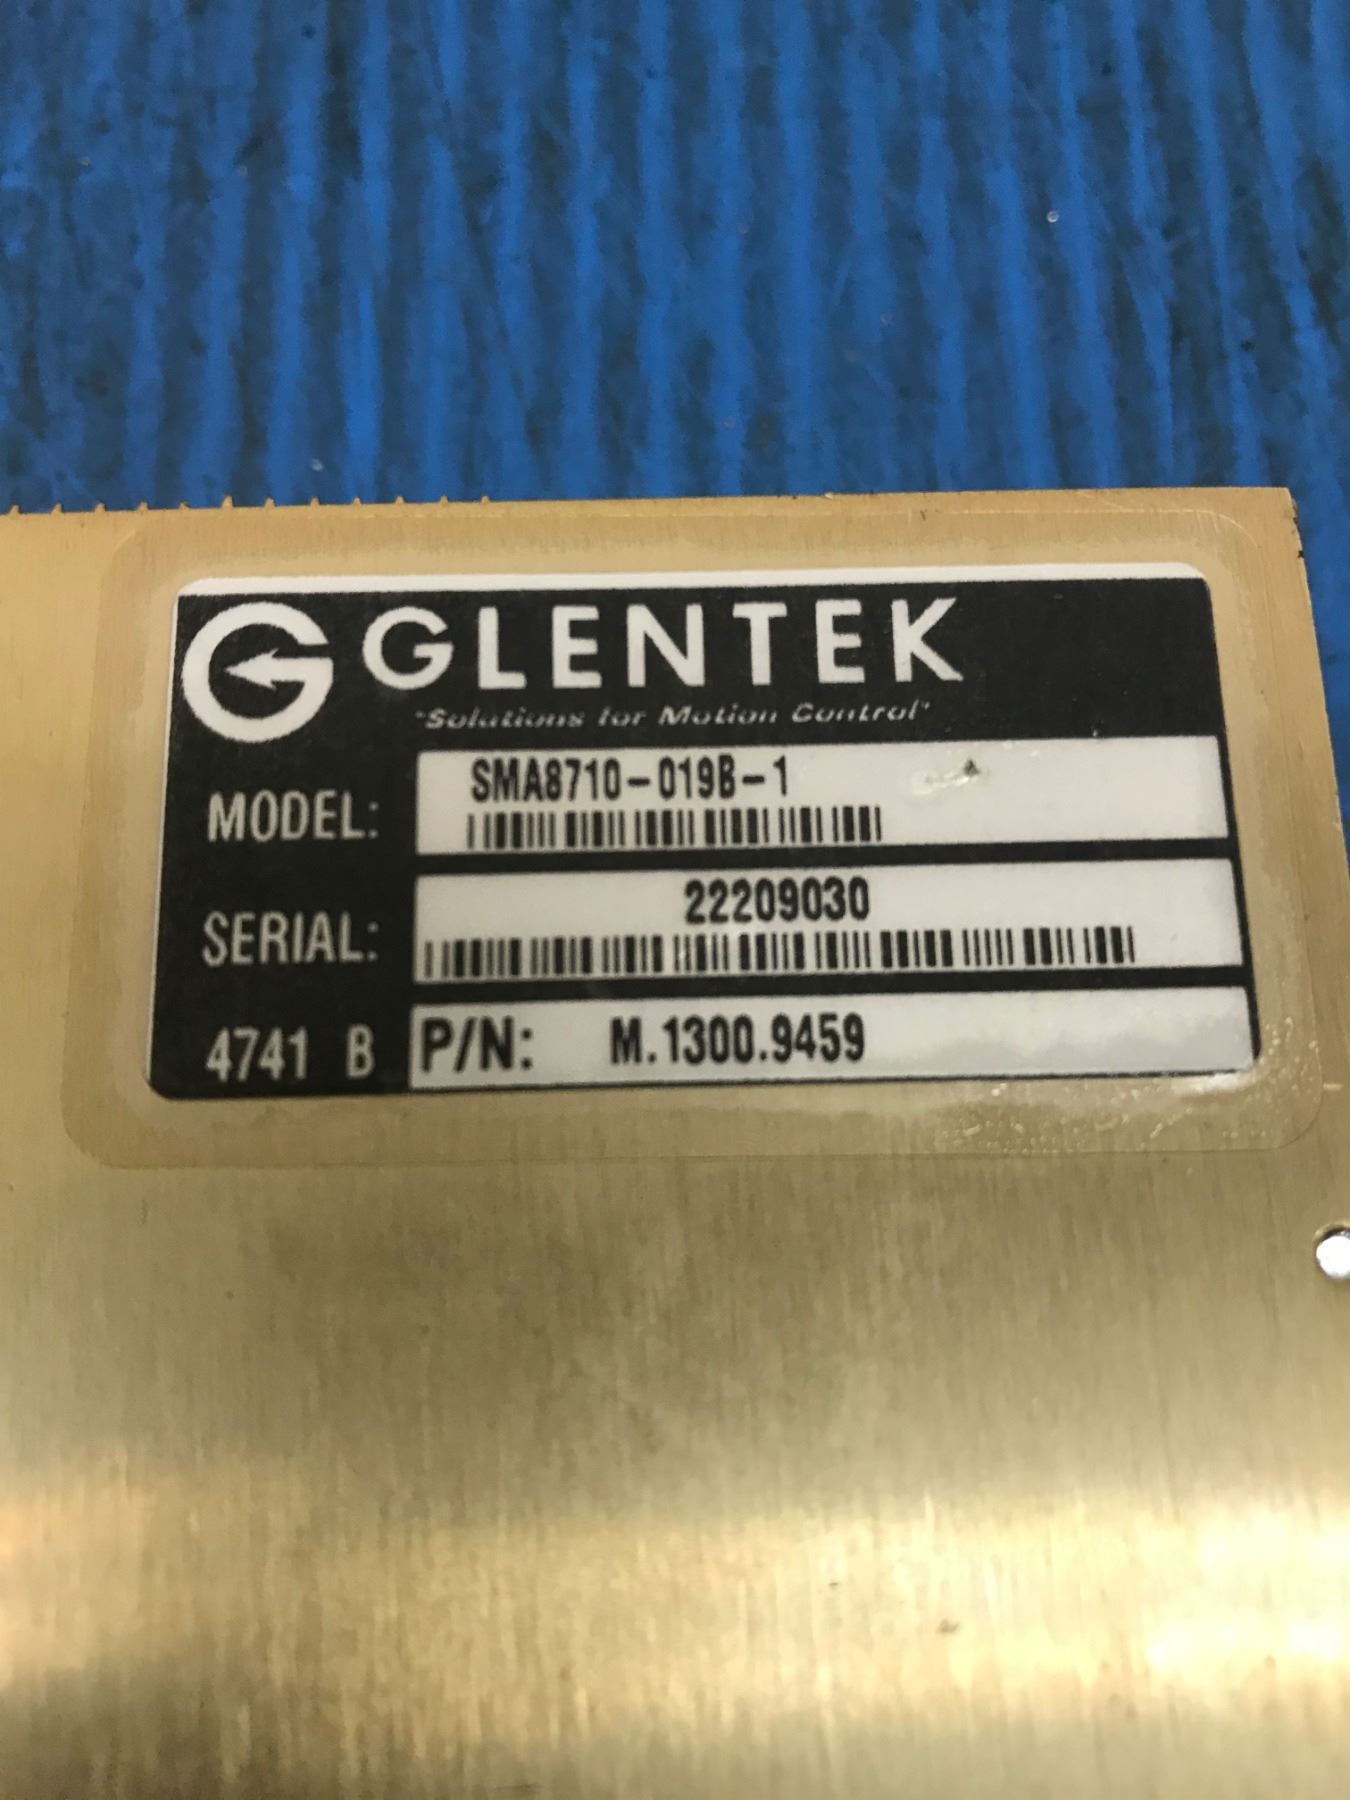 GLENTEK
"Solutions for Motion Control"
MODEL: SMA8710-019B-1
SERIAL: 22209030
4741 B P/N: M.1300.9459